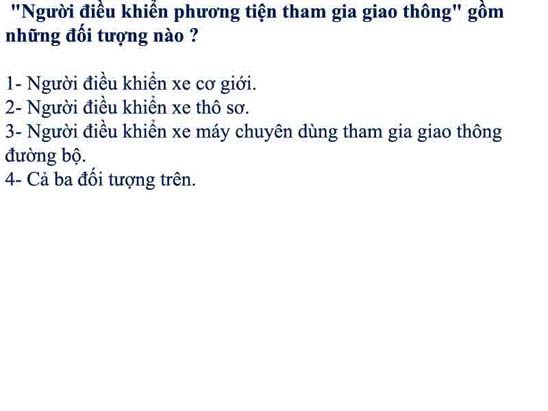 "Người điều khiển phương tiện tham gia giao thông" gồm
những đối tượng nào ?
1- Người điều khiển xe cơ giới.
2- Người điều khiển xe thô sơ.
3- Người điều khiển xe máy chuyên dùng tham gia giao thông
đường bộ.
4- Cả ba đối tượng trên.